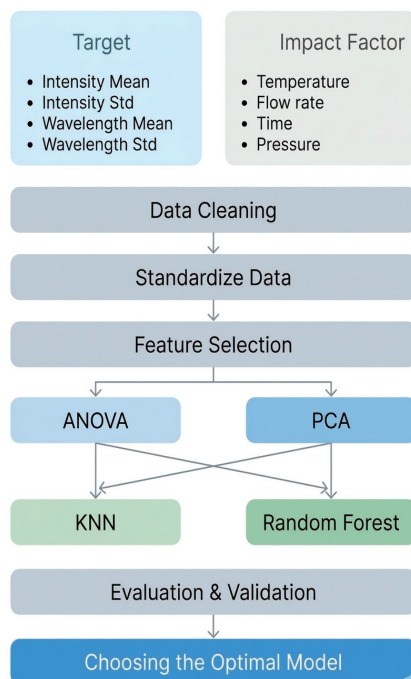 Target
• Intensity Mean
• Intensity Std
• Wavelength Mean
• Wavelength Std
Impact Factor
• Temperature
• Flow rate
• Time
• Pressure
Data Cleaning
Standardize Data
Feature Selection
ANOVA
PCA
KNN
Random Forest
Evaluation & Validation
Choosing the Optimal Model